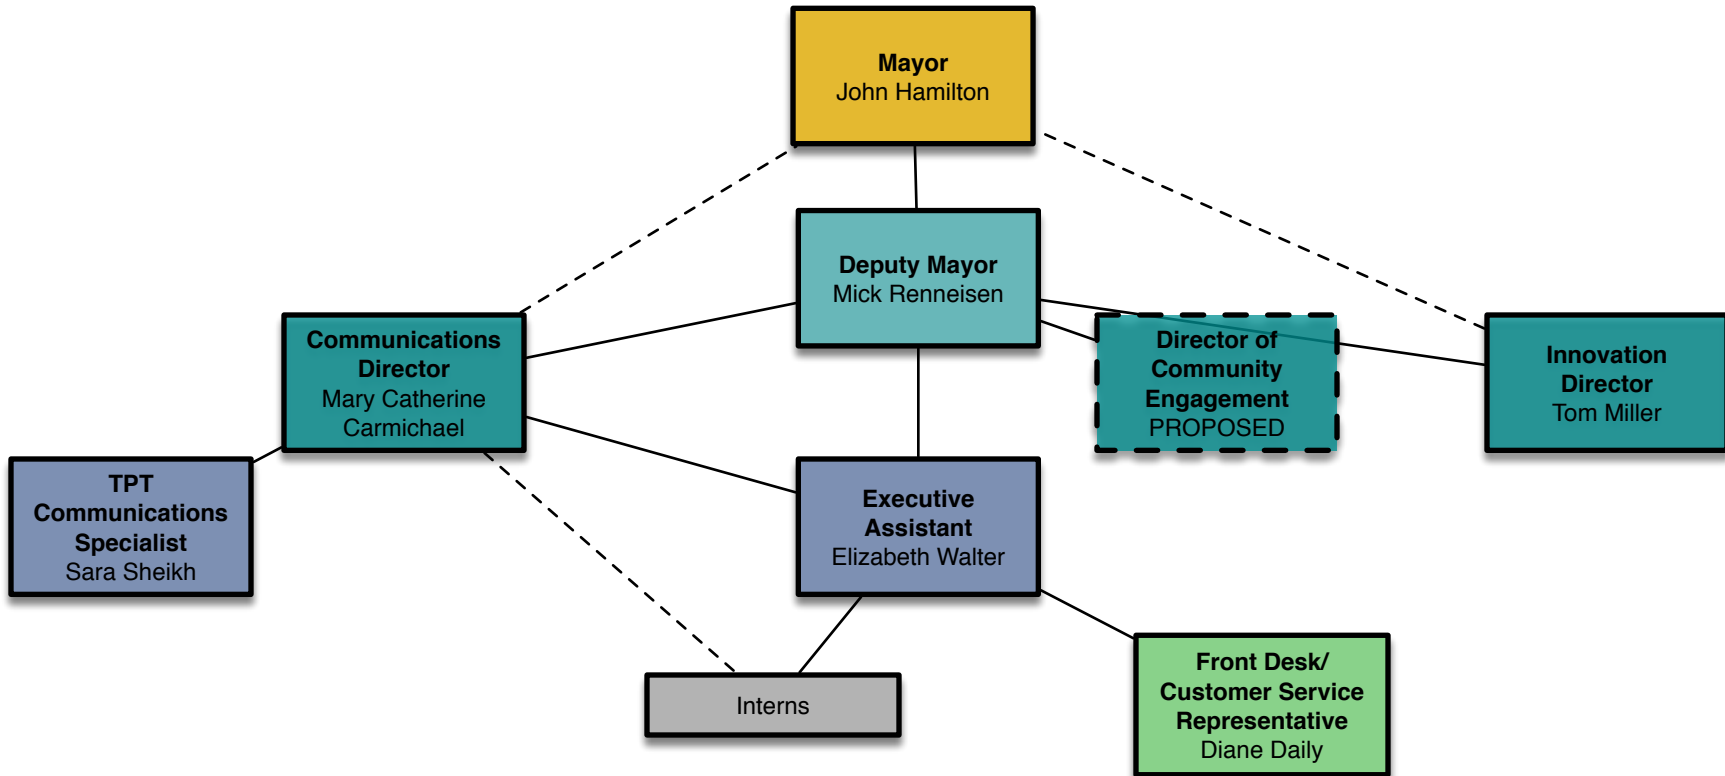 Mayor
John Hamilton
Deputy Mayor
Mick Renneisen
Communications
Director
Mary Catherine
Carmichael
Director of
Community
Engagement
PROPOSED
Innovation
Director
Tom Miller
TPT
Communications
Specialist
Sara Sheikh
Executive
Assistant
Elizabeth Walter
Interns
Front Desk/
Customer Service
Representative
Diane Daily